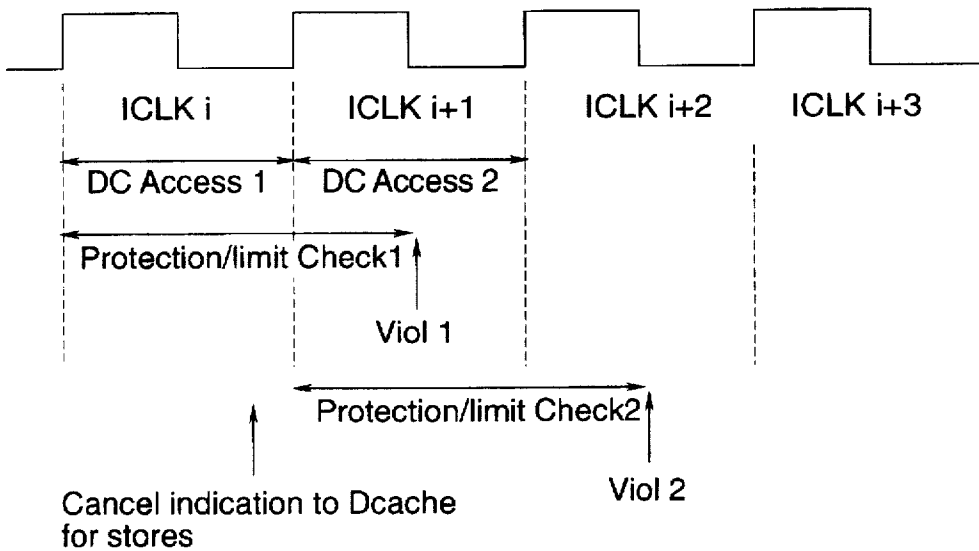 ICLK i
ICLK i+1
ICLK i+2
ICLK i+3
DC Access 1
DC Access 2
Protection/limit Check1
Viol 1
Protection/limit Check2
Viol 2
Cancel indication to Dcache
for stores